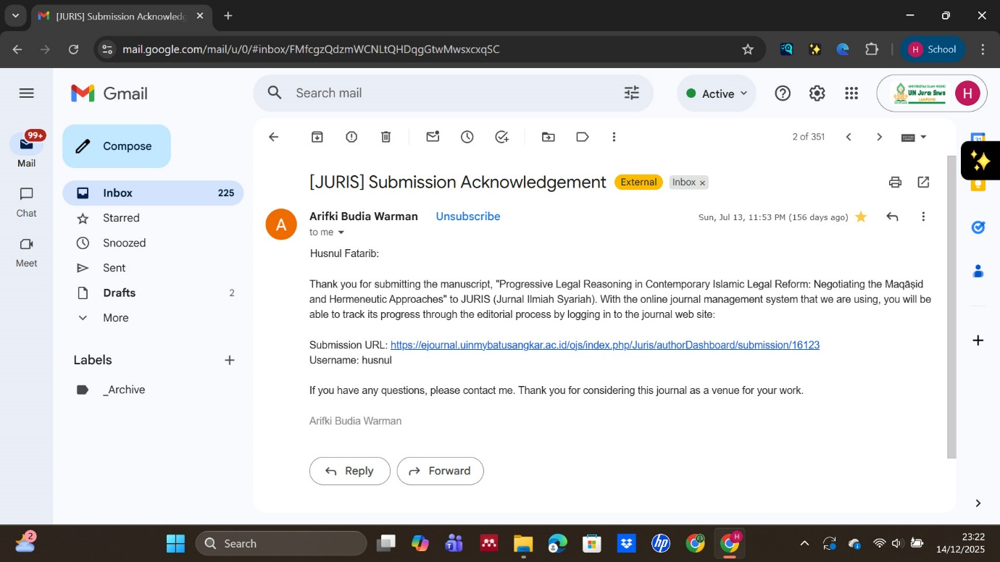 [JURIS] Submission Acknowledg
mail.google.com/mail/u/0/#inbox/FMfcgzQdzmWCNLtQHDqgGtwMwsxcxqSC
H School
Gmail
Search mail
Active
UNIVERSITAS ISLAM NEGERI
UIN Jurai Siwo
LAMPUNG
H
99+
Mail
Compose
2 of 351
31
Chat
Meet
Inbox 225
Starred
Snoozed
Sent
Drafts 2
More
Labels
_Archive
[JURIS] Submission Acknowledgement External Inbox ×
A
Arifki Budia Warman Unsubscribe Sun, Jul 13, 11:53 PM (156 days ago)
to me
Husnul Fatarib:
Thank you for submitting the manuscript, "Progressive Legal Reasoning in Contemporary Islamic Legal Reform: Negotiating the Maqāṣid
and Hermeneutic Approaches" to JURIS (Jurnal Ilmiah Syariah). With the online journal management system that we are using, you will be
able to track its progress through the editorial process by logging in to the journal web site:
Submission URL: https://ejournal.uinmybatusangkar.ac.id/ojs/index.php/Juris/authorDashboard/submission/16123
Username: husnul
If you have any questions, please contact me. Thank you for considering this journal as a venue for your work.
Arifki Budia Warman
Reply Forward
2
Search
hp
H
23:22
14/12/2025